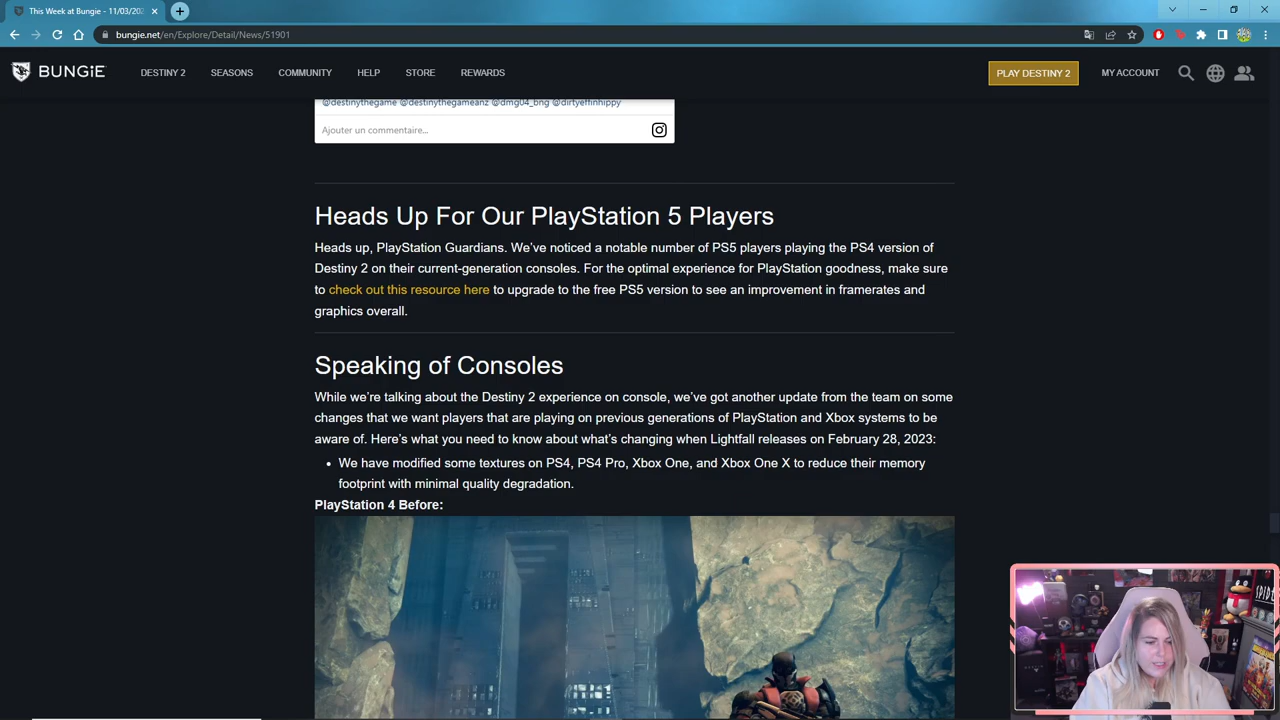 This Week at Bungie - 11/03/202
bungie.net/en/Explore/Detail/News/51901
BUNGiE
DESTINY 2
SEASONS
COMMUNITY
HELP
STORE
REWARDS
PLAY DESTINY 2
MY ACCOUNT
@destinythegame @destinythegameanz @dmg04_bng @dirtyeffinhippy
Ajouter un commentaire...
Heads Up For Our PlayStation 5 Players
Heads up, PlayStation Guardians. We’ve noticed a notable number of PS5 players playing the PS4 version of
Destiny 2 on their current-generation consoles. For the optimal experience for PlayStation goodness, make sure
to check out this resource here to upgrade to the free PS5 version to see an improvement in framerates and
graphics overall.
Speaking of Consoles
While we’re talking about the Destiny 2 experience on console, we’ve got another update from the team on some
changes that we want players that are playing on previous generations of PlayStation and Xbox systems to be
aware of. Here’s what you need to know about what’s changing when Lightfall releases on February 28, 2023:
• We have modified some textures on PS4, PS4 Pro, Xbox One, and Xbox One X to reduce their memory
footprint with minimal quality degradation.
PlayStation 4 Before: